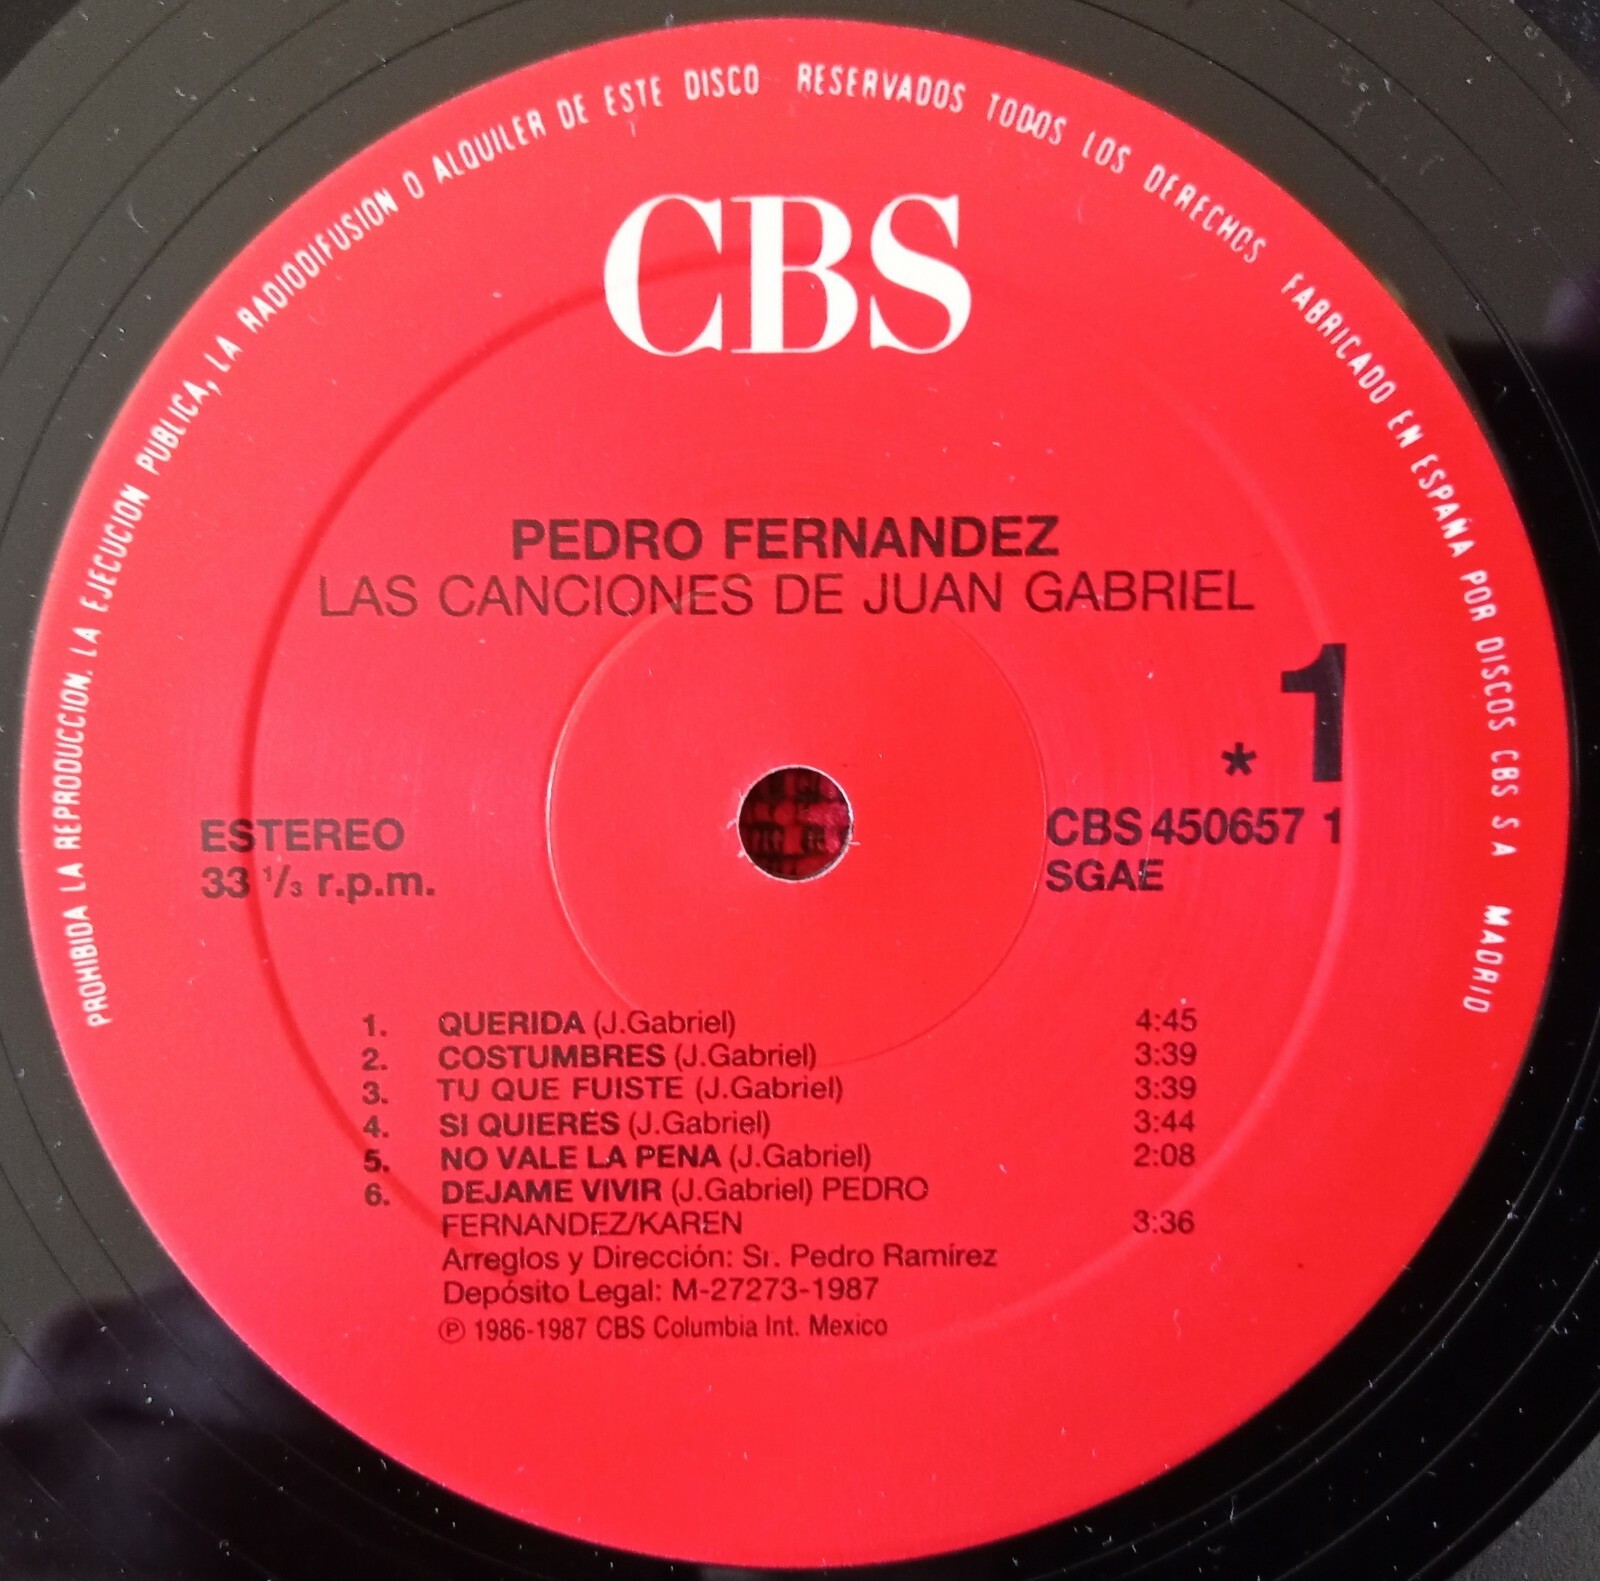 PROHIBIDA LA REPRODUCCION, LA EJECUCION PUBLICA, LA RADIODIFUSION O ALQUILER DE ESTE DISCO RESERVADOS TODOS LOS DERECHOS FABRICADO EN ESPAÑA POR DISCOS CBS S A MADRID
CBS
PEDRO FERNANDEZ
LAS CANCIONES DE JUAN GABRIEL
* 1
ESTEREO
33 1/3 r.p.m.
CBS 450657 1
SGAE
1. QUERIDA (J.Gabriel) 4:45
2. COSTUMBRES (J.Gabriel) 3:39
3. TU QUE FUISTE (J.Gabriel) 3:39
4. SI QUIERES (J.Gabriel) 3:44
5. NO VALE LA PENA (J.Gabriel) 2:08
6. DEJAME VIVIR (J.Gabriel) PEDRO
FERNANDEZ/KAREN 3:36
Arreglos y Dirección: Sr. Pedro Ramírez
Depósito Legal: M-27273-1987
℗ 1986-1987 CBS Columbia Int. Mexico